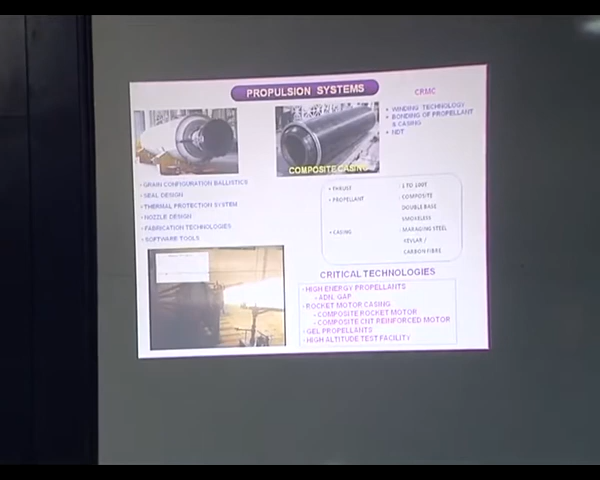 PROPULSION SYSTEMS
CRMC
• WINDING TECHNOLOGY
• BONDING OF PROPELLANT
& CASING
• NDT
COMPOSITE CASING
• GRAIN CONFIGURATION BALLISTICS
• SEAL DESIGN
• THERMAL PROTECTION SYSTEM
• NOZZLE DESIGN
• FABRICATION TECHNOLOGIES
• SOFTWARE TOOLS
• THRUST : 1 TO 100T
• PROPELLANT : COMPOSITE
DOUBLE BASE
SMOKELESS
• CASING : MARAGING STEEL
KEVLAR /
CARBON FIBRE
CRITICAL TECHNOLOGIES
• HIGH ENERGY PROPELLANTS
- ADN, GAP
• ROCKET MOTOR CASING
- COMPOSITE ROCKET MOTOR
- COMPOSITE CNT REINFORCED MOTOR
• GEL PROPELLANTS
• HIGH ALTITUDE TEST FACILITY